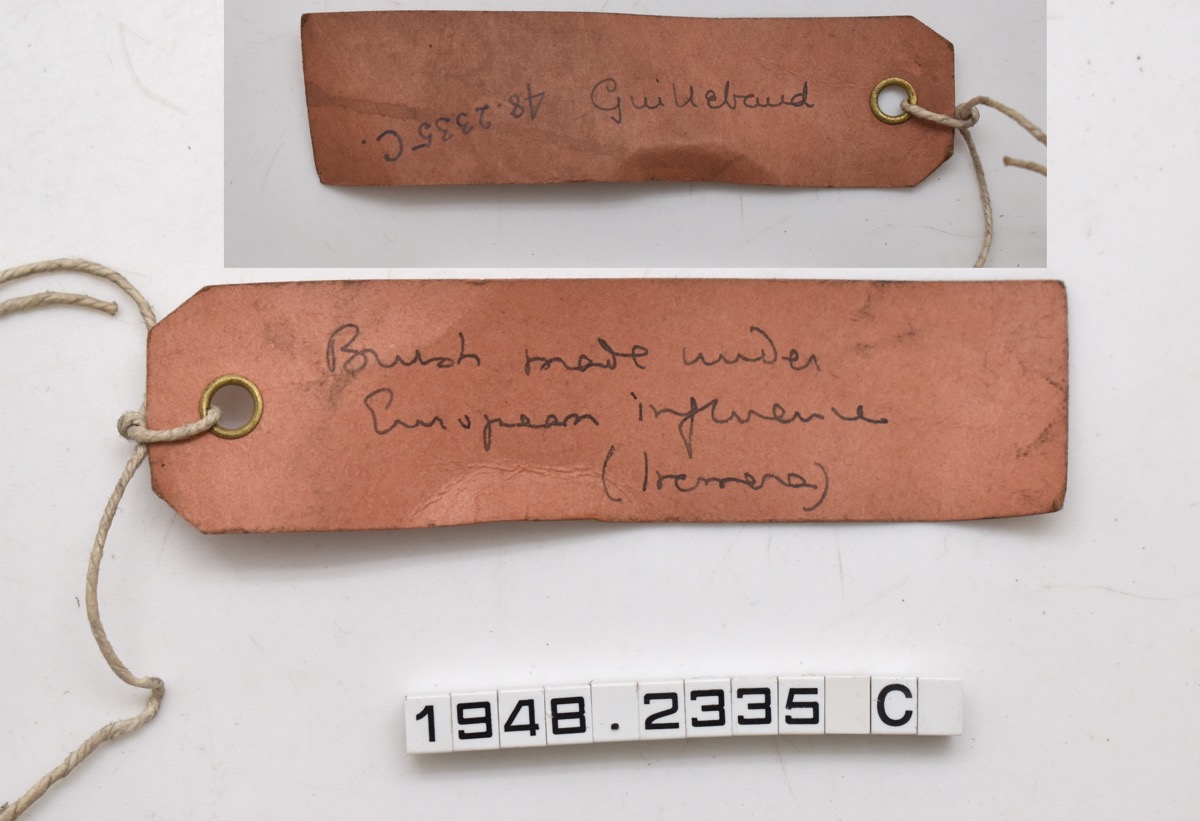 Guillebaud
48.2335C.
Brush made under
European influence
(Iremera)
1948.2335 C